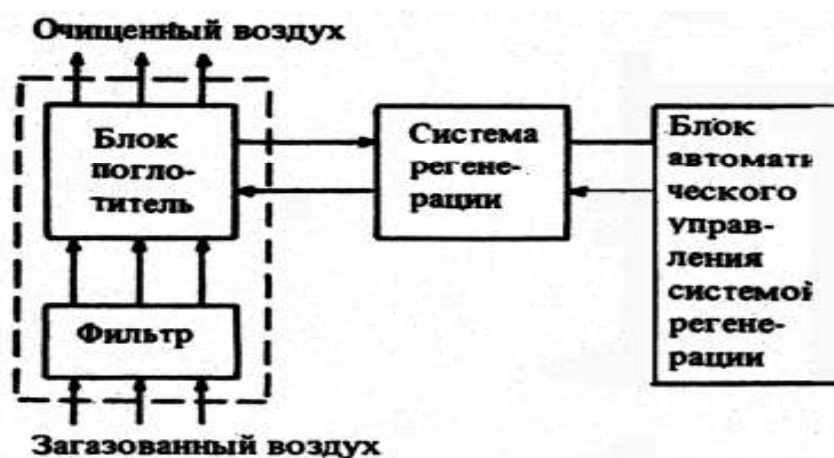 Очищенный воздух
Блок
погло-
титель
Система
регене-
рации
Блок
автомати
ческого
управ-
ления
системой
регене-
рации
Фильтр
Загазованный воздух